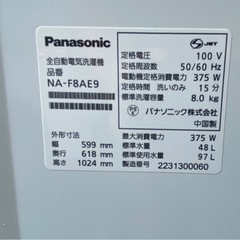 Panasonic
全自動電気洗濯機
品番
NA-F8AE9
外形寸法
幅 599 mm
奥行 618 mm
高さ 1024 mm
S JET
定格電圧 100 V
定格周波数 50/60 Hz
電動機定格消費電力 375 W
定格時間 洗いのみ 15 分
標準洗濯容量 8.0 kg
パナソニック株式会社
中国製
最大消費電力 375 W
標準水量 48 L
標準使用水量 97 L
2231300060